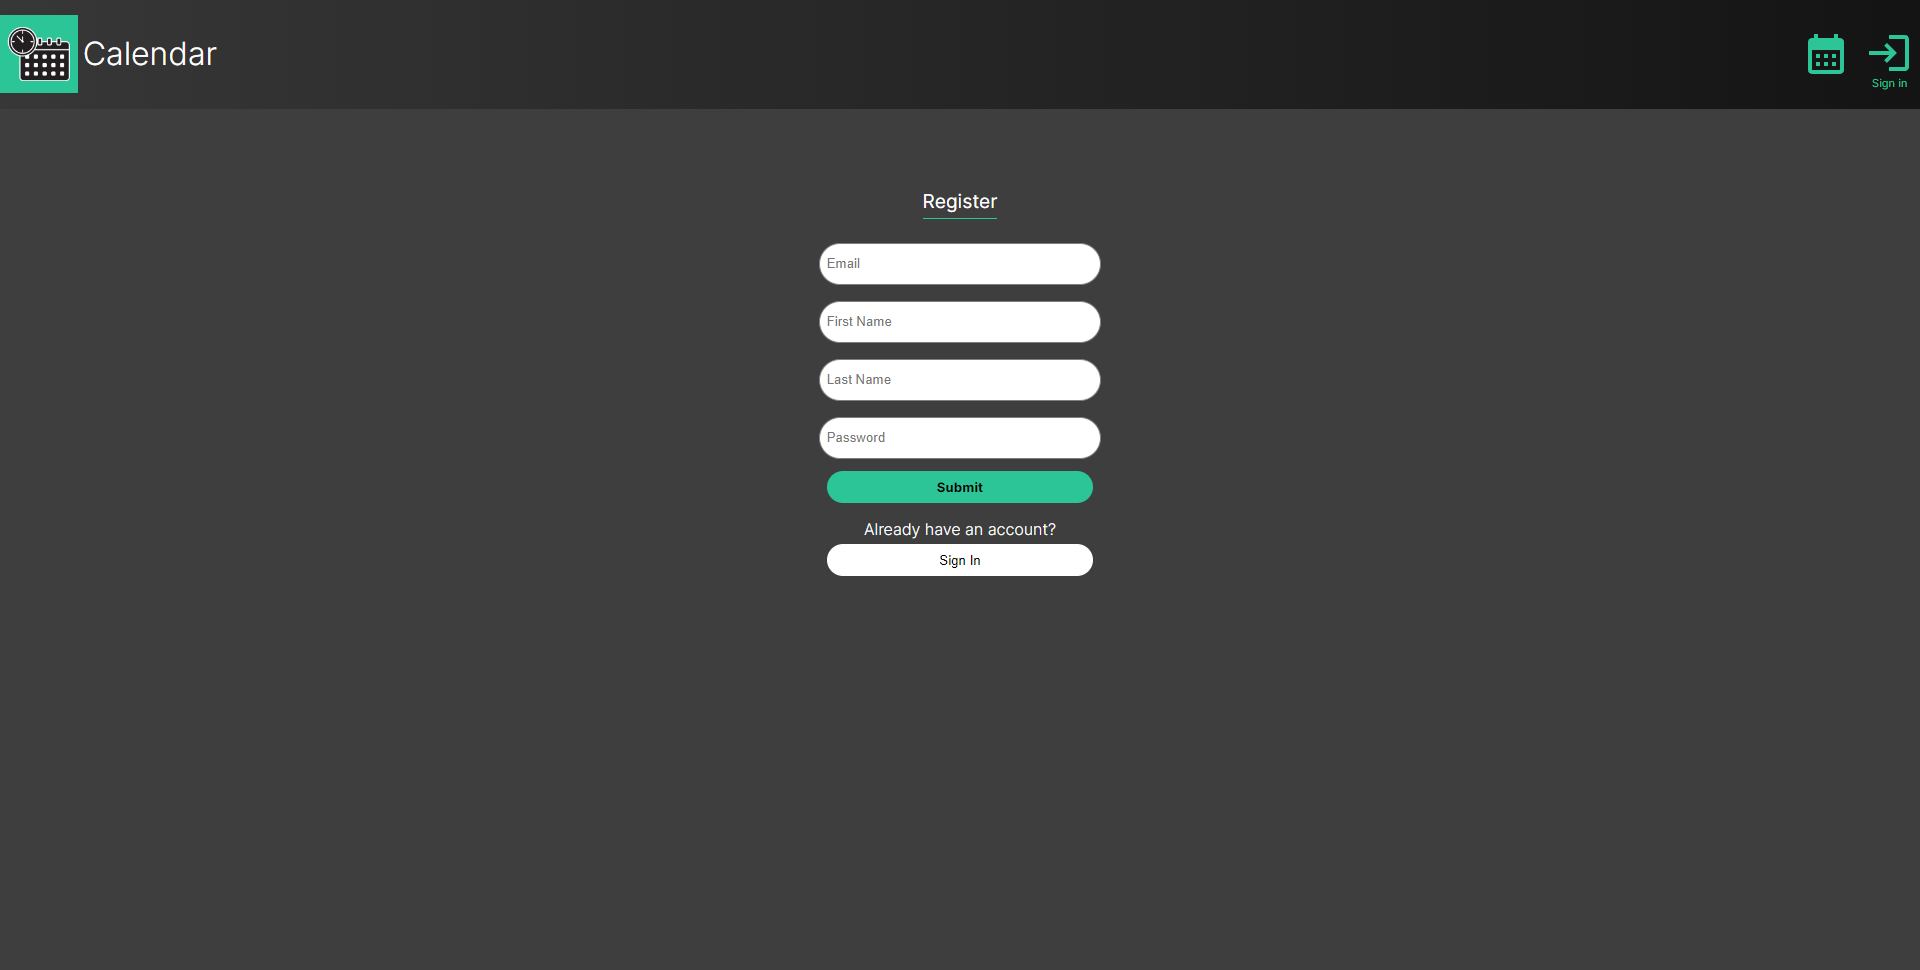 Calendar
Sign in
Register
Email
First Name
Last Name
Password
Submit
Already have an account?
Sign In